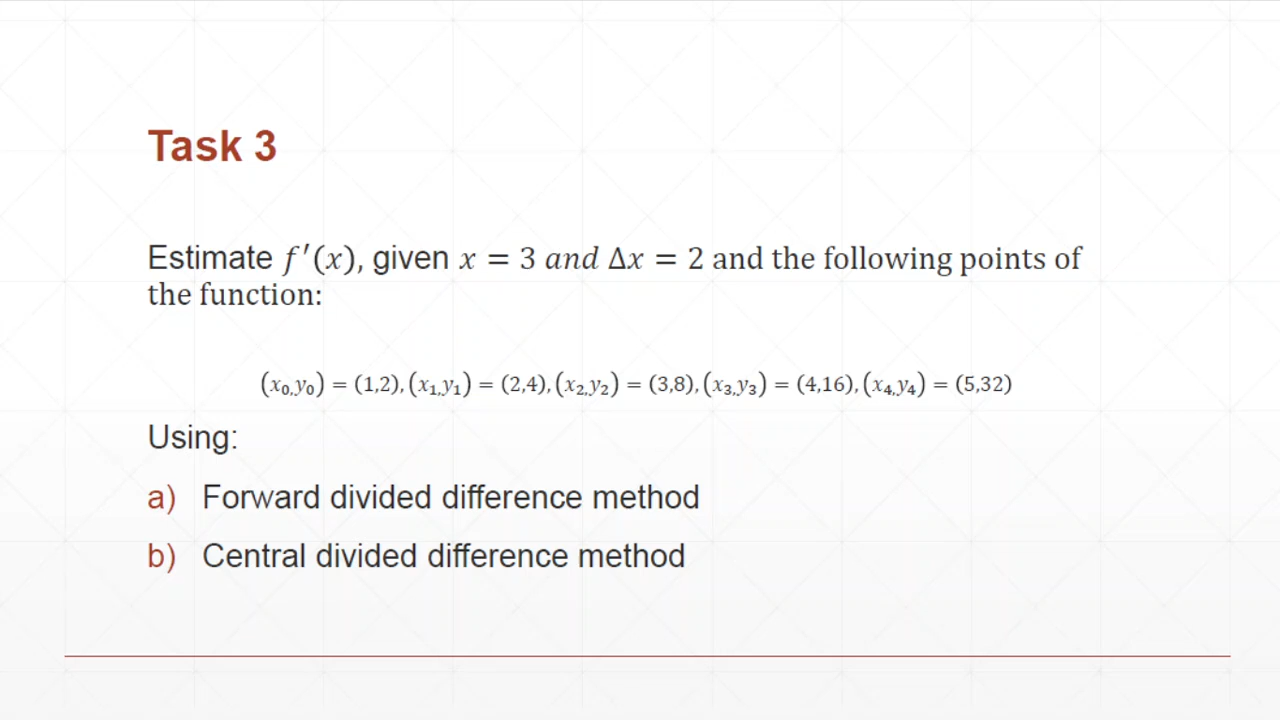 Task 3
Estimate f′(x), given x = 3 and Δx = 2 and the following points of
the function:
(x₀,y₀) = (1,2), (x₁,y₁) = (2,4), (x₂,y₂) = (3,8), (x₃,y₃) = (4,16), (x₄,y₄) = (5,32)
Using:
a) Forward divided difference method
b) Central divided difference method